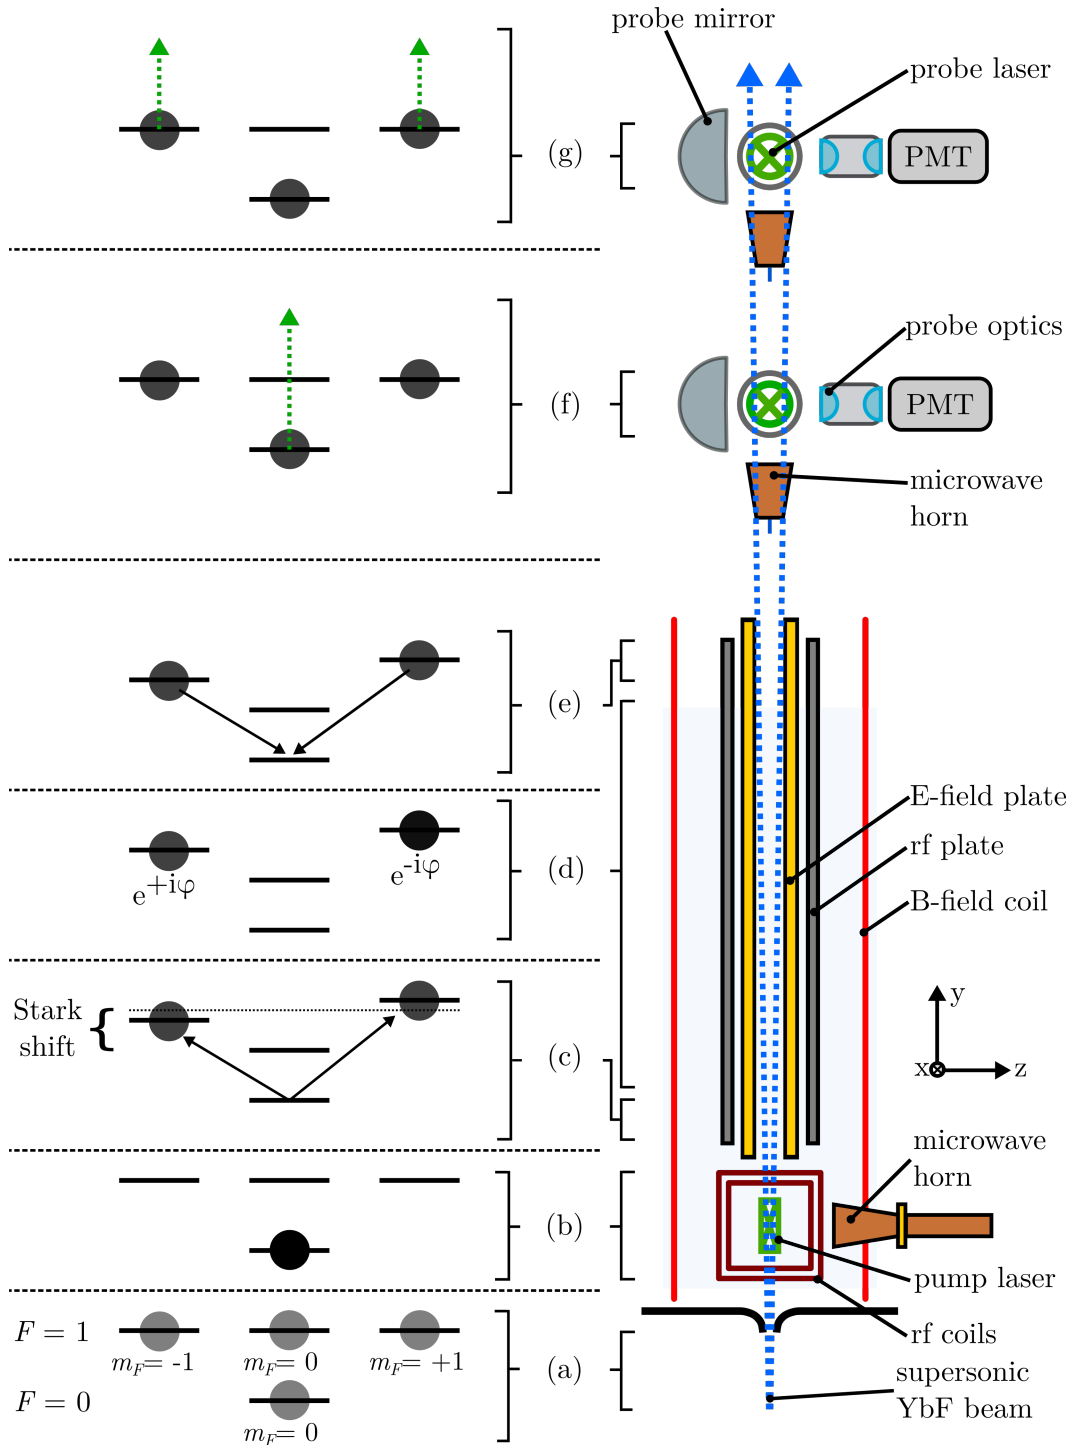 probe mirror
probe laser
(g)
PMT
probe optics
(f)
PMT
microwave
horn
(e)
E-field plate
rf plate
B-field coil
(d)
e+iφ
e-iφ
Stark
shift
(c)
y
x
z
microwave
horn
(b)
pump laser
rf coils
F = 1
mF= -1
mF= 0
mF= +1
(a)
F = 0
mF= 0
supersonic
YbF beam